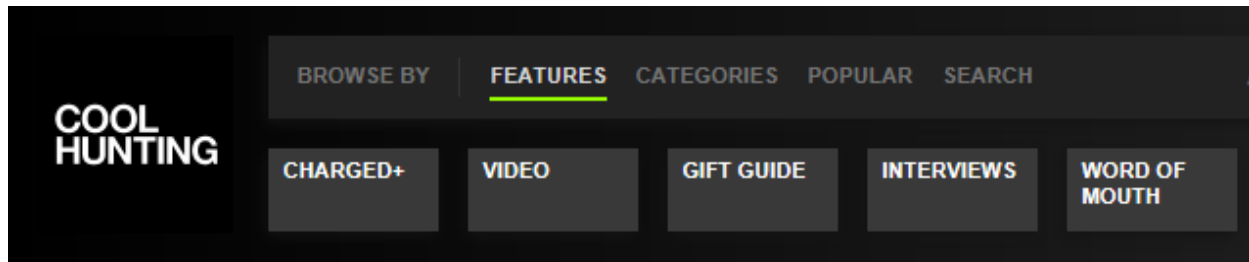 COOL
HUNTING
BROWSE BY
FEATURES
CATEGORIES
POPULAR
SEARCH
CHARGED+
VIDEO
GIFT GUIDE
INTERVIEWS
WORD OF
MOUTH